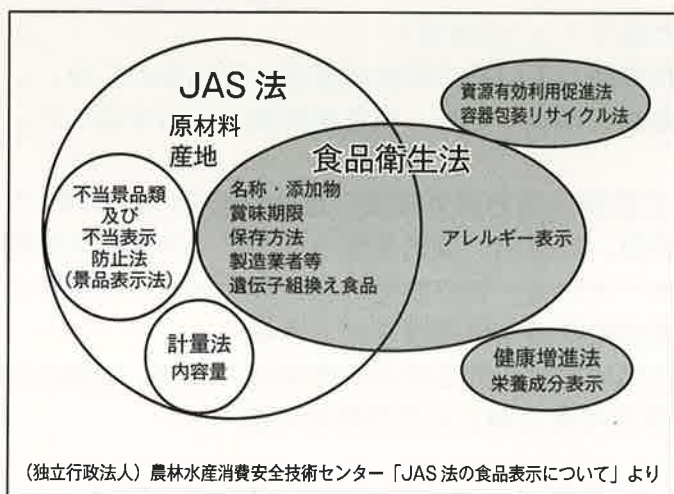 JAS 法
原材料
産地
資源有効利用促進法
容器包装リサイクル法
食品衛生法
名称・添加物
賞味期限
保存方法
製造業者等
遺伝子組換え食品
アレルギー表示
不当景品類
及び
不当表示
防止法
(景品表示法)
計量法
内容量
健康増進法
栄養成分表示
(独立行政法人)農林水産消費安全技術センター「JAS 法の食品表示について」より